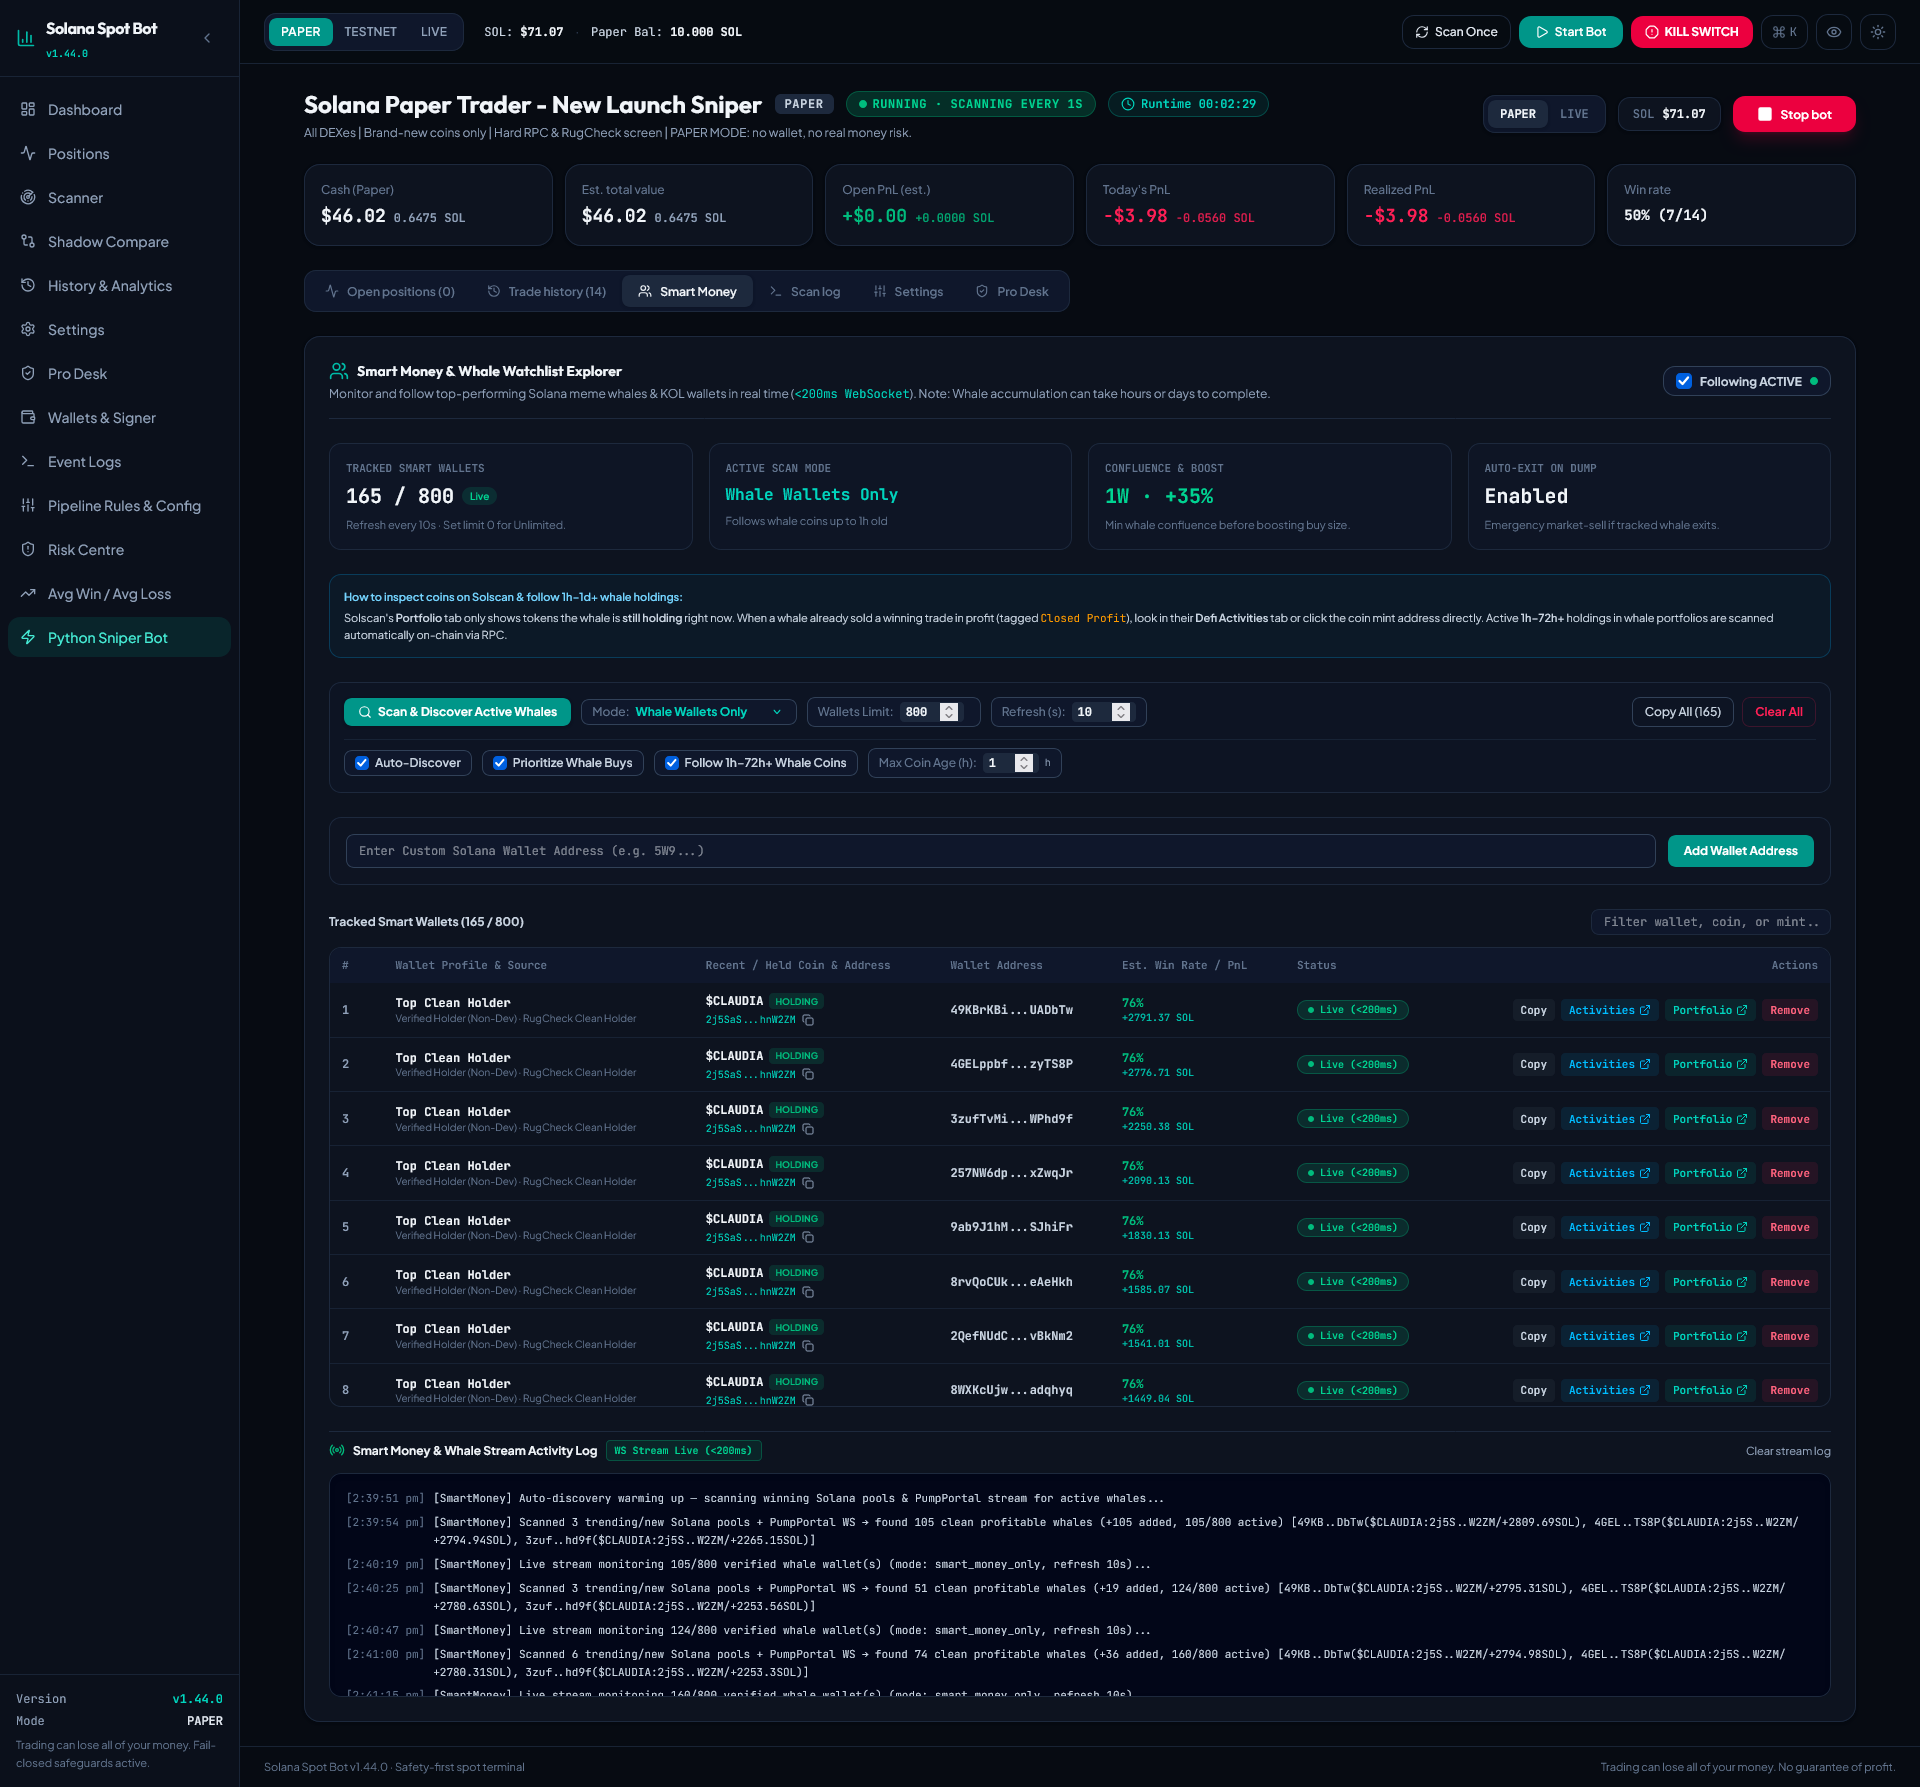 Solana Spot Bot
v1.44.0
PAPER TESTNET LIVE
SOL: $71.07 · Paper Bal: 10.000 SOL
Scan Once
Start Bot
KILL SWITCH
⌘ K
Dashboard
Positions
Scanner
Shadow Compare
History & Analytics
Settings
Pro Desk
Wallets & Signer
Event Logs
Pipeline Rules & Config
Risk Centre
Avg Win / Avg Loss
Python Sniper Bot
Version v1.44.0
Mode PAPER
Trading can lose all of your money. Fail-
closed safeguards active.
Solana Paper Trader - New Launch Sniper PAPER RUNNING · SCANNING EVERY 1S Runtime 00:02:29
All DEXes | Brand-new coins only | Hard RPC & RugCheck screen | PAPER MODE: no wallet, no real money risk.
PAPER LIVE SOL $71.07 Stop bot
Cash (Paper)
$46.02 0.6475 SOL
Est. total value
$46.02 0.6475 SOL
Open PnL (est.)
+$0.00 +0.0000 SOL
Today's PnL
-$3.98 -0.0560 SOL
Realized PnL
-$3.98 -0.0560 SOL
Win rate
50% (7/14)
Open positions (0) Trade history (14) Smart Money Scan log Settings Pro Desk
Smart Money & Whale Watchlist Explorer
Monitor and follow top-performing Solana meme whales & KOL wallets in real time (<200ms WebSocket). Note: Whale accumulation can take hours or days to complete.
Following ACTIVE
TRACKED SMART WALLETS
165 / 800 Live
Refresh every 10s · Set limit 0 for Unlimited.
ACTIVE SCAN MODE
Whale Wallets Only
Follows whale coins up to 1h old
CONFLUENCE & BOOST
1W · +35%
Min whale confluence before boosting buy size.
AUTO-EXIT ON DUMP
Enabled
Emergency market-sell if tracked whale exits.
How to inspect coins on Solscan & follow 1h-1d+ whale holdings:
Solscan's Portfolio tab only shows tokens the whale is still holding right now. When a whale already sold a winning trade in profit (tagged Closed Profit), look in their Defi Activities tab or click the coin mint address directly. Active 1h-72h+ holdings in whale portfolios are scanned
automatically on-chain via RPC.
Scan & Discover Active Whales Mode: Whale Wallets Only Wallets Limit: 800 Refresh (s): 10 Copy All (165) Clear All
Auto-Discover Prioritize Whale Buys Follow 1h-72h+ Whale Coins Max Coin Age (h): 1 h
Enter Custom Solana Wallet Address (e.g. 5W9...) Add Wallet Address
Tracked Smart Wallets (165 / 800) Filter wallet, coin, or mint..
# Wallet Profile & Source Recent / Held Coin & Address Wallet Address Est. Win Rate / PnL Status Actions
1 Top Clean Holder $CLAUDIA HOLDING 49KBrKBi...UADbTw 76% Live (<200ms) Copy Activities Portfolio Remove
Verified Holder (Non-Dev) · RugCheck Clean Holder 2j5SaS...hnW2ZM +2791.37 SOL
2 Top Clean Holder $CLAUDIA HOLDING 4GELppbf...zyTS8P 76% Live (<200ms) Copy Activities Portfolio Remove
Verified Holder (Non-Dev) · RugCheck Clean Holder 2j5SaS...hnW2ZM +2776.71 SOL
3 Top Clean Holder $CLAUDIA HOLDING 3zufTvMi...WPhd9f 76% Live (<200ms) Copy Activities Portfolio Remove
Verified Holder (Non-Dev) · RugCheck Clean Holder 2j5SaS...hnW2ZM +2250.38 SOL
4 Top Clean Holder $CLAUDIA HOLDING 257NW6dp...xZwqJr 76% Live (<200ms) Copy Activities Portfolio Remove
Verified Holder (Non-Dev) · RugCheck Clean Holder 2j5SaS...hnW2ZM +2090.13 SOL
5 Top Clean Holder $CLAUDIA HOLDING 9ab9J1hM...SJhiFr 76% Live (<200ms) Copy Activities Portfolio Remove
Verified Holder (Non-Dev) · RugCheck Clean Holder 2j5SaS...hnW2ZM +1830.13 SOL
6 Top Clean Holder $CLAUDIA HOLDING 8rvQoCUk...eAeHkh 76% Live (<200ms) Copy Activities Portfolio Remove
Verified Holder (Non-Dev) · RugCheck Clean Holder 2j5SaS...hnW2ZM +1585.07 SOL
7 Top Clean Holder $CLAUDIA HOLDING 2QefNUdC...vBkNm2 76% Live (<200ms) Copy Activities Portfolio Remove
Verified Holder (Non-Dev) · RugCheck Clean Holder 2j5SaS...hnW2ZM +1541.01 SOL
8 Top Clean Holder $CLAUDIA HOLDING 8WXKcUjw...adqhyq 76% Live (<200ms) Copy Activities Portfolio Remove
Verified Holder (Non-Dev) · RugCheck Clean Holder 2j5SaS...hnW2ZM +1449.04 SOL
Smart Money & Whale Stream Activity Log WS Stream Live (<200ms) Clear stream log
[2:39:51 pm] [SmartMoney] Auto-discovery warming up — scanning winning Solana pools & PumpPortal stream for active whales...
[2:39:54 pm] [SmartMoney] Scanned 3 trending/new Solana pools + PumpPortal WS → found 105 clean profitable whales (+105 added, 105/800 active) [49KB..DbTw($CLAUDIA:2j5S..W2ZM/+2809.69SOL), 4GEL..TS8P($CLAUDIA:2j5S..W2ZM/
+2794.94SOL), 3zuf..hd9f($CLAUDIA:2j5S..W2ZM/+2265.15SOL)]
[2:40:19 pm] [SmartMoney] Live stream monitoring 105/800 verified whale wallet(s) (mode: smart_money_only, refresh 10s)...
[2:40:25 pm] [SmartMoney] Scanned 3 trending/new Solana pools + PumpPortal WS → found 51 clean profitable whales (+19 added, 124/800 active) [49KB..DbTw($CLAUDIA:2j5S..W2ZM/+2795.31SOL), 4GEL..TS8P($CLAUDIA:2j5S..W2ZM/
+2780.63SOL), 3zuf..hd9f($CLAUDIA:2j5S..W2ZM/+2253.56SOL)]
[2:40:47 pm] [SmartMoney] Live stream monitoring 124/800 verified whale wallet(s) (mode: smart_money_only, refresh 10s)...
[2:41:00 pm] [SmartMoney] Scanned 6 trending/new Solana pools + PumpPortal WS → found 74 clean profitable whales (+36 added, 160/800 active) [49KB..DbTw($CLAUDIA:2j5S..W2ZM/+2794.98SOL), 4GEL..TS8P($CLAUDIA:2j5S..W2ZM/
+2780.31SOL), 3zuf..hd9f($CLAUDIA:2j5S..W2ZM/+2253.3SOL)]
[2:41:15 pm] [SmartMoney] Live stream monitoring 160/800 verified whale wallet(s) (mode: smart_money_only, refresh 10s)
Solana Spot Bot v1.44.0 · Safety-first spot terminal
Trading can lose all of your money. No guarantee of profit.